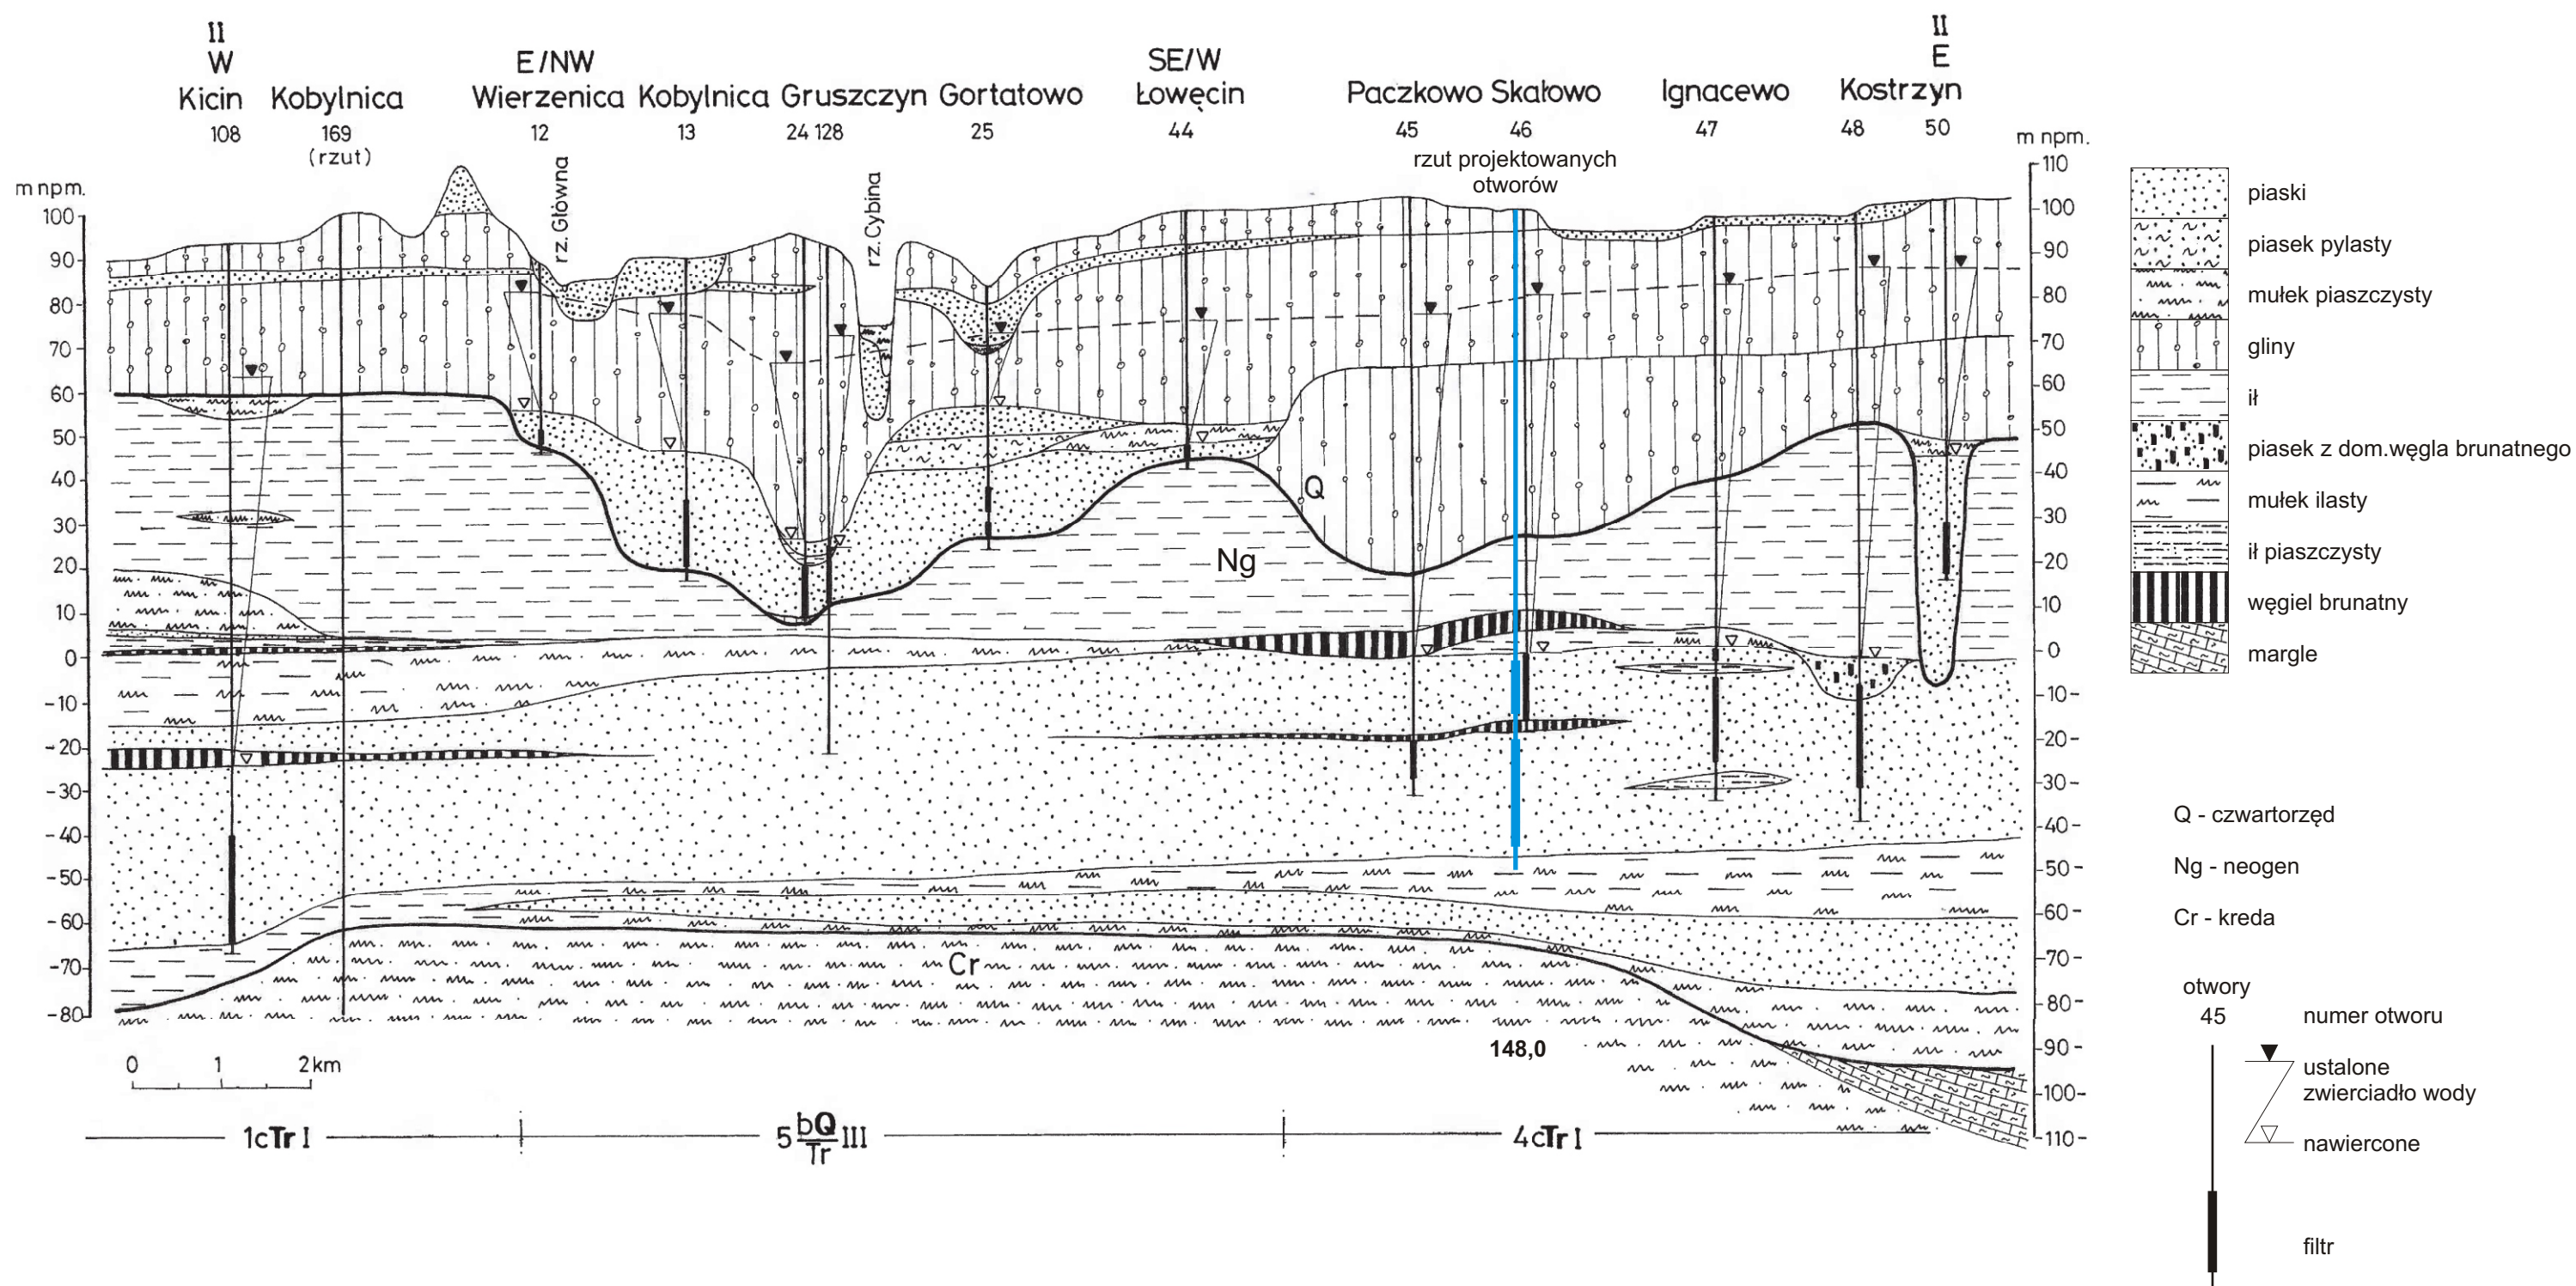 II
W
E/NW
SE/W
II
E
Kicin Kobylnica Wierzenica Kobylnica Gruszczyn Gortatowo Łowęcin Paczkowo Skałowo Ignacewo Kostrzyn
108 169 12 13 24 128 25 44 45 46 47 48 50
(rzut)
rzut projektowanych
otworów
rz. Główna
rz. Cybina
m npm.
100
90
80
70
60
50
40
30
20
10
0
-10
-20
-30
-40
-50
-60
-70
-80
m npm.
110
100
90
80
70
60
50
40
30
20
10
0
-10-
-20-
-30-
-40-
-50-
-60-
-70-
-80-
-90-
-100-
-110-
Q
Ng
Cr
148,0
0 1 2km
1cTr I
5 bQ/Tr III
4cTr I
piaski
piasek pylasty
mułek piaszczysty
gliny
ił
piasek z dom.węgla brunatnego
mułek ilasty
ił piaszczysty
węgiel brunatny
margle
Q - czwartorzęd
Ng - neogen
Cr - kreda
otwory
45 numer otworu
ustalone
zwierciadło wody
nawiercone
filtr